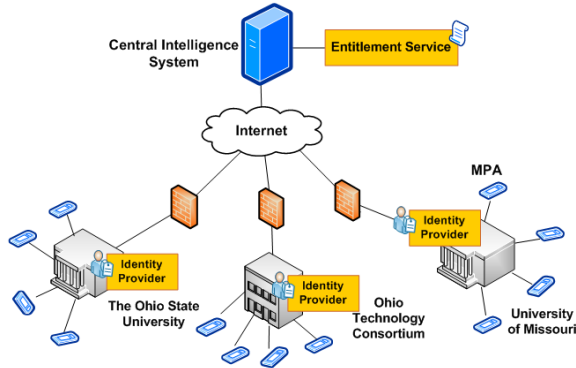 Central Intelligence
System
Entitlement Service
Internet
MPA
Identity
Provider
Identity
Provider
Identity
Provider
The Ohio State
University
Ohio
Technology
Consortium
University
of Missouri